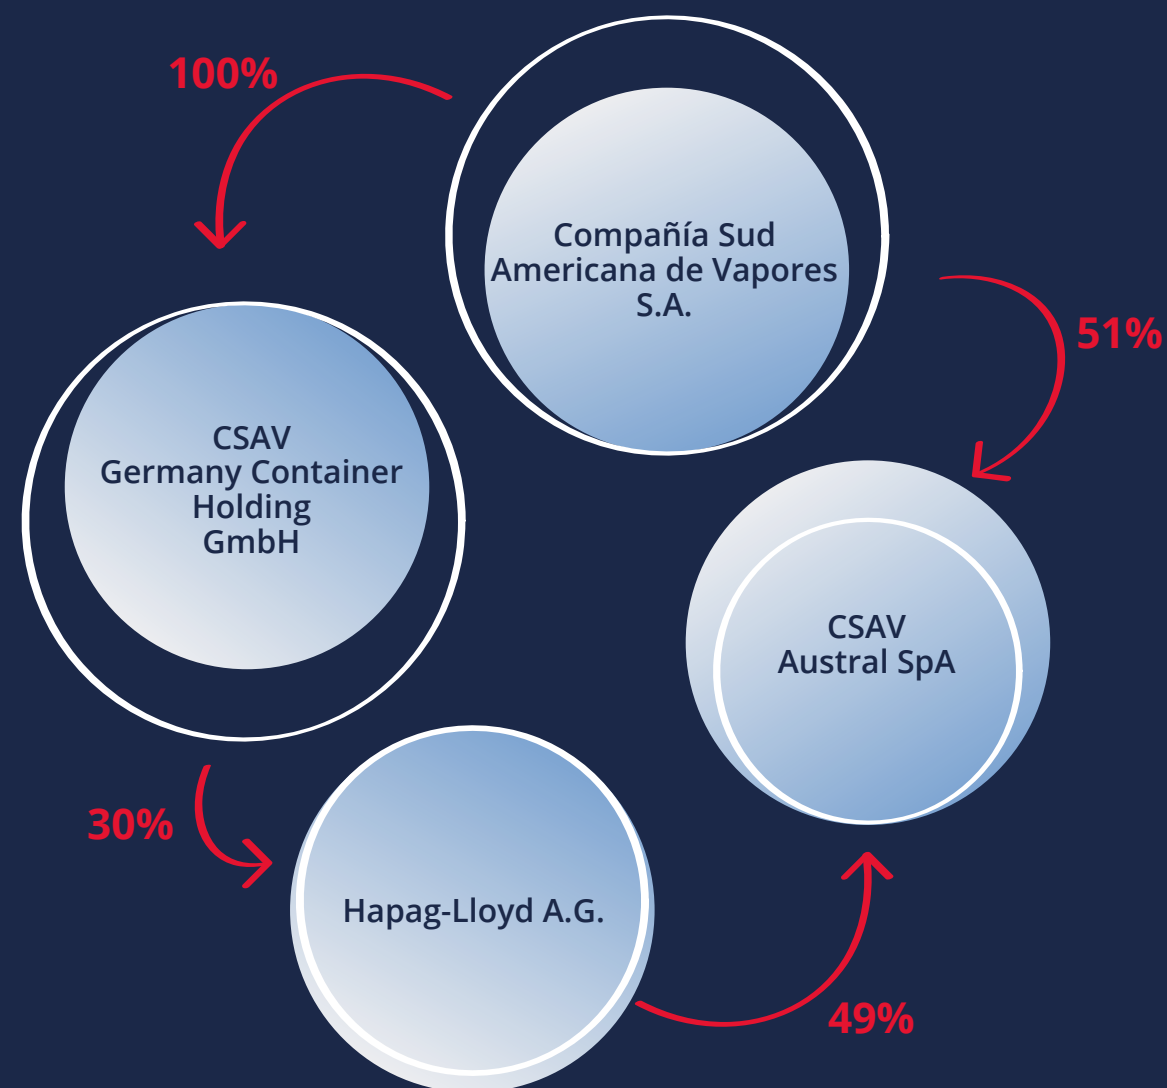 100%
Compañía Sud
Americana de Vapores
S.A.
51%
CSAV
Germany Container
Holding
GmbH
CSAV
Austral SpA
30%
Hapag-Lloyd A.G.
49%